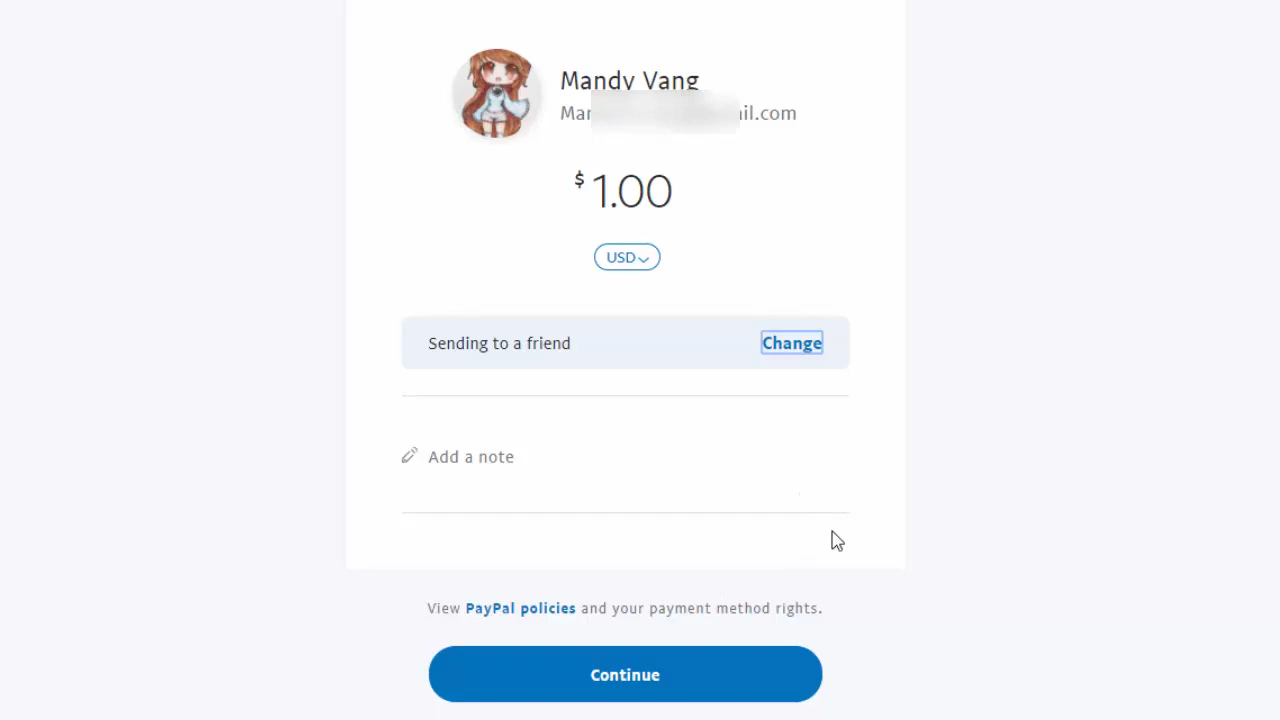 Mandy Vang
Mar ail.com
$ 1.00
USD
Sending to a friend Change
Add a note
View PayPal policies and your payment method rights.
Continue